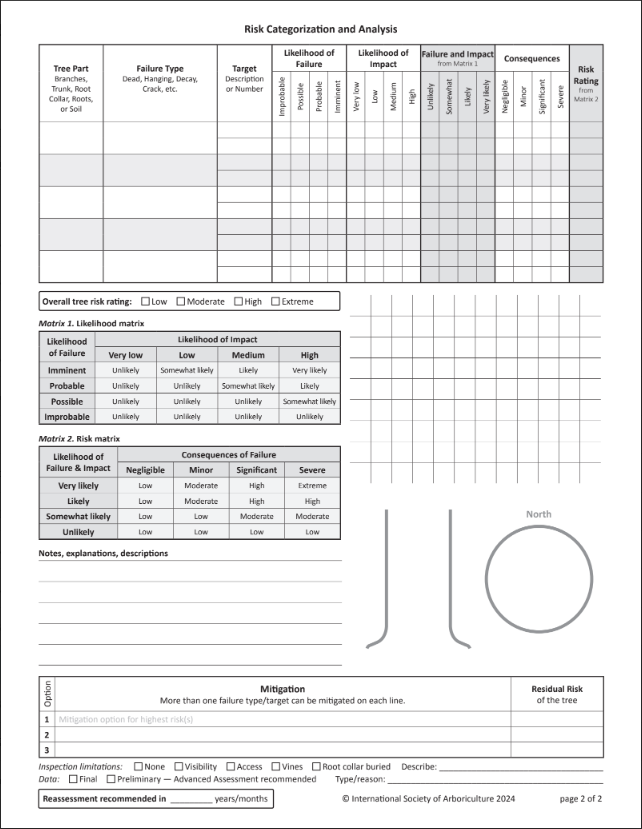 Risk Categorization and Analysis
Tree Part
Branches,
Trunk, Root
Collar, Roots,
or Soil
Failure Type
Dead, Hanging, Decay,
Crack, etc.
Target
Description
or Number
Likelihood of
Failure
Improbable
Possible
Probable
Imminent
Likelihood of
Impact
Very low
Low
Medium
High
Failure and Impact
from Matrix 1
Unlikely
Somewhat
Likely
Very likely
Consequences
Negligible
Minor
Significant
Severe
Risk
Rating
from
Matrix 2
Overall tree risk rating: Low Moderate High Extreme
Matrix 1. Likelihood matrix
Likelihood
of Failure
Likelihood of Impact
Very low Low Medium High
Imminent Unlikely Somewhat likely Likely Very likely
Probable Unlikely Unlikely Somewhat likely Likely
Possible Unlikely Unlikely Unlikely Somewhat likely
Improbable Unlikely Unlikely Unlikely Unlikely
Matrix 2. Risk matrix
Likelihood of
Failure & Impact
Consequences of Failure
Negligible Minor Significant Severe
Very likely Low Moderate High Extreme
Likely Low Moderate High High
Somewhat likely Low Low Moderate Moderate
Unlikely Low Low Low Low
North
Notes, explanations, descriptions
Option
Mitigation
More than one failure type/target can be mitigated on each line.
Residual Risk
of the tree
1 Mitigation option for highest risk(s)
2
3
Inspection limitations: None Visibility Access Vines Root collar buried Describe:
Data: Final Preliminary — Advanced Assessment recommended Type/reason:
Reassessment recommended in ________ years/months
© International Society of Arboriculture 2024
page 2 of 2